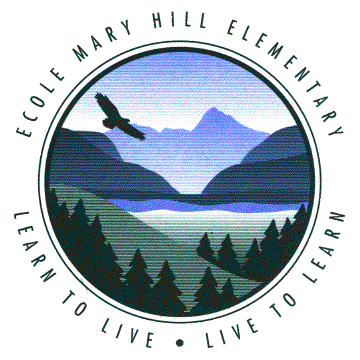 ECOLE MARY HILL ELEMENTARY
LEARN TO LIVE • LIVE TO LEARN